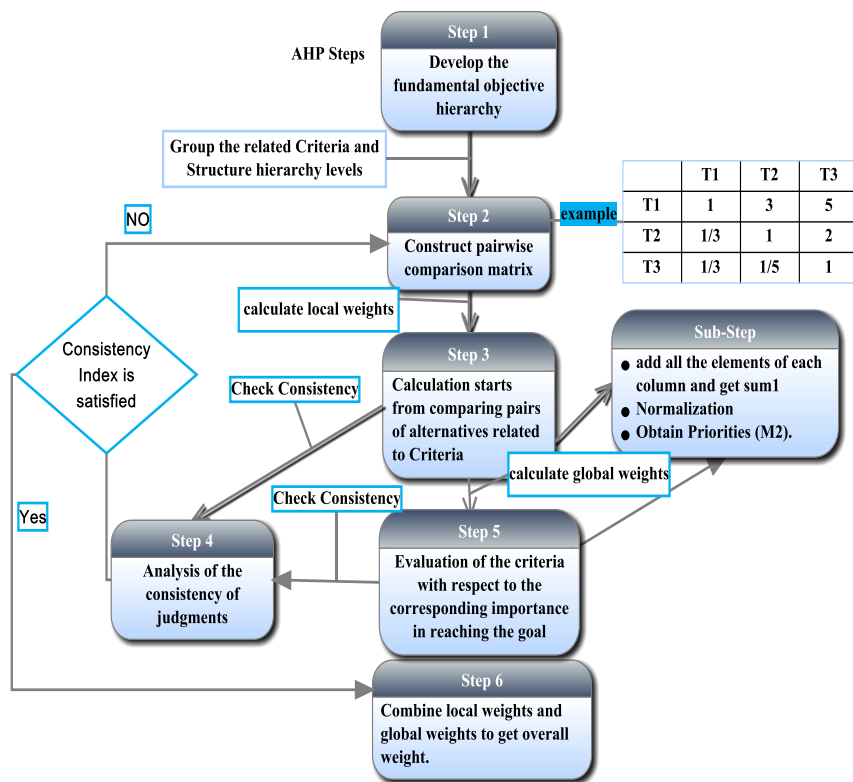 AHP Steps
Step 1
Develop the
fundamental objective
hierarchy
Group the related Criteria and
Structure hierarchy levels
Step 2
Construct pairwise
comparison matrix
example
T1 T2 T3
T1 1 3 5
T2 1/3 1 2
T3 1/3 1/5 1
NO
calculate local weights
Consistency
Index is
satisfied
Check Consistency
Step 3
Calculation starts
from comparing pairs
of alternatives related
to Criteria
Sub-Step
● add all the elements of each
column and get sum1
● Normalization
● Obtain Priorities (M2).
calculate global weights
Check Consistency
Yes
Step 4
Analysis of the
consistency of
judgments
Step 5
Evaluation of the criteria
with respect to the
corresponding importance
in reaching the goal
Step 6
Combine local weights and
global weights to get overall
weight.